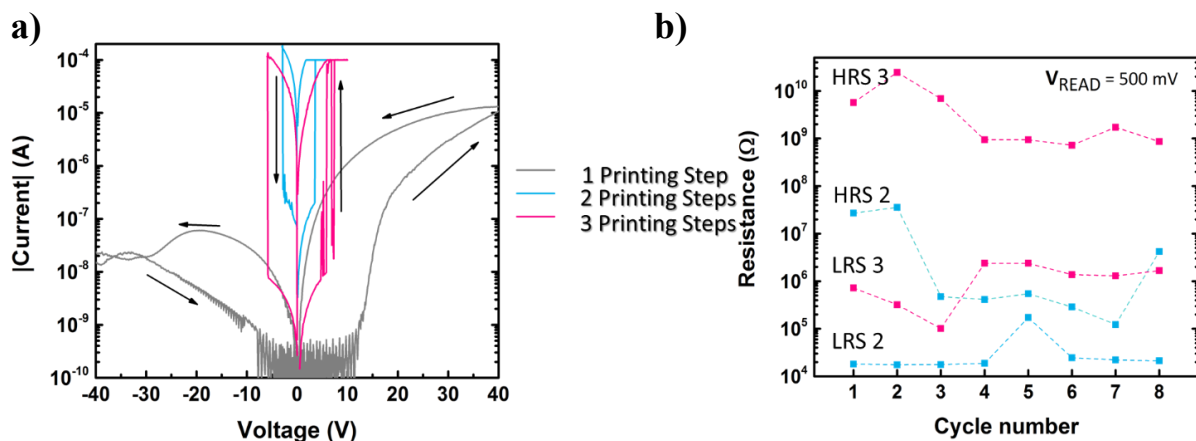 a)
|Current| (A)
10⁻⁴
10⁻⁵
10⁻⁶
10⁻⁷
10⁻⁸
10⁻⁹
10⁻¹⁰
-40 -30 -20 -10 0 10 20 30 40
Voltage (V)
1 Printing Step
2 Printing Steps
3 Printing Steps
b)
Resistance (Ω)
10¹⁰
10⁹
10⁸
10⁷
10⁶
10⁵
10⁴
HRS 3
V_READ = 500 mV
HRS 2
LRS 3
LRS 2
1 2 3 4 5 6 7 8
Cycle number